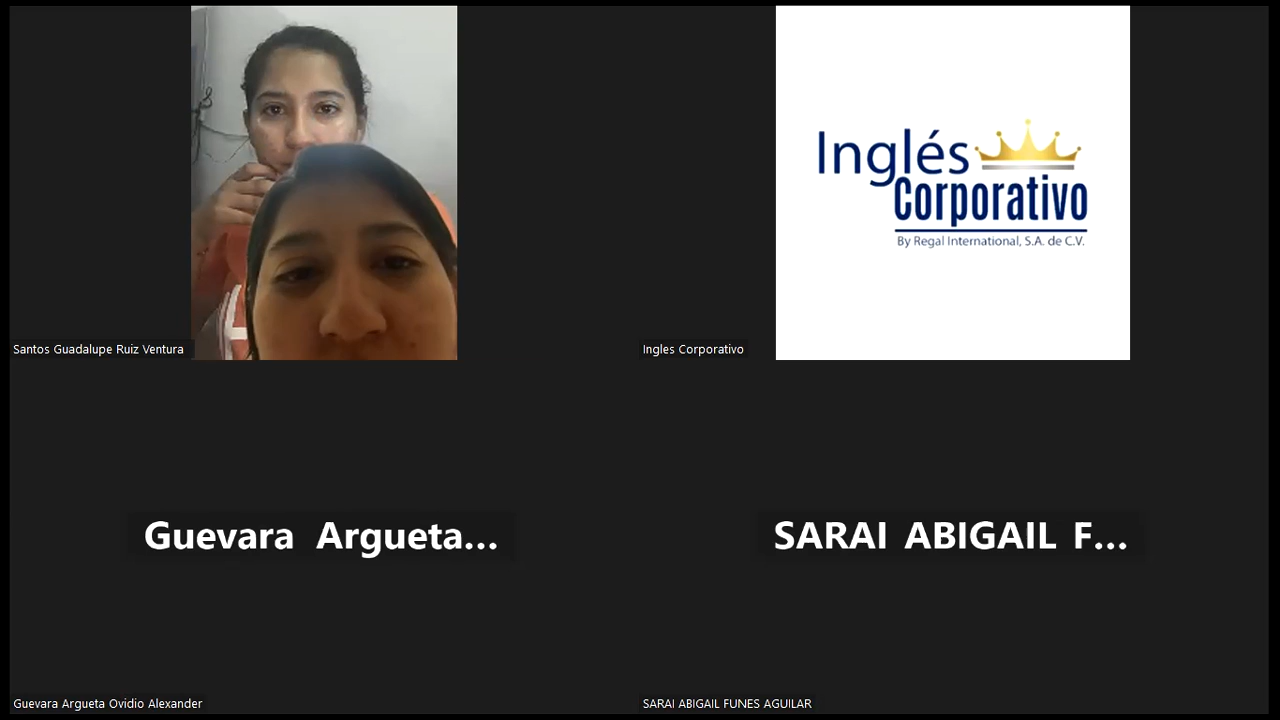 Inglés
Corporativo
By Regal International, S.A. de C.V.
Santos Guadalupe Ruiz Ventura
Ingles Corporativo
Guevara Argueta...
SARAI ABIGAIL F...
Guevara Argueta Ovidio Alexander
SARAI ABIGAIL FUNES AGUILAR